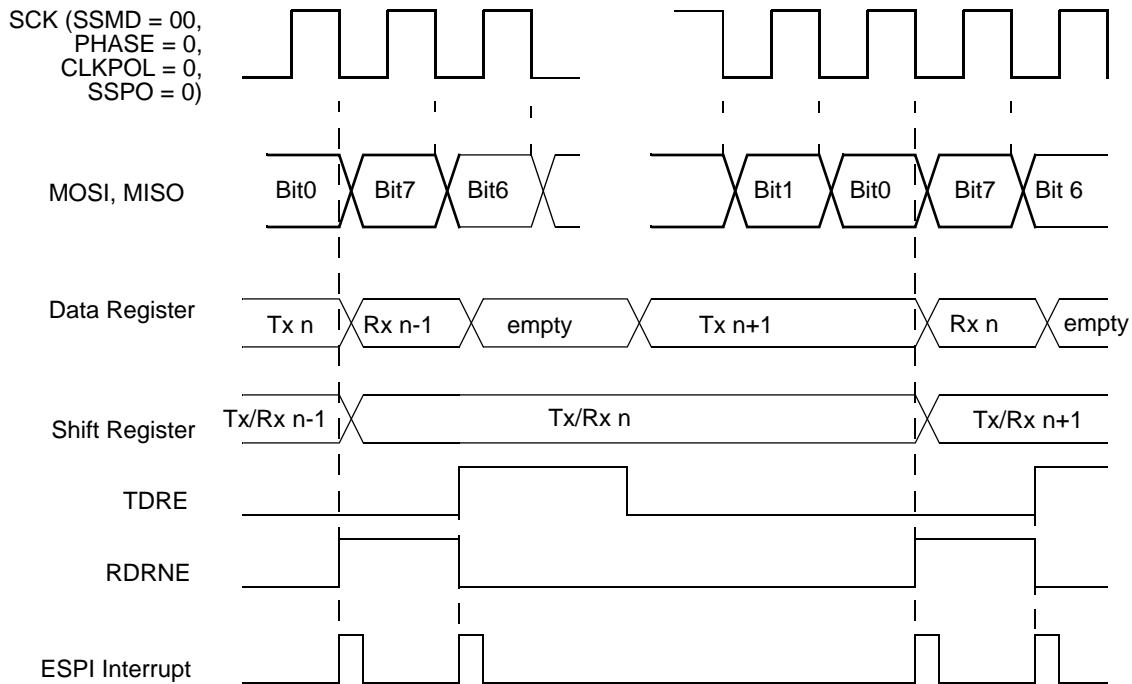 SCK (SSMD = 00,
PHASE = 0,
CLKPOL = 0,
SSPO = 0)
MOSI, MISO
Bit0
Bit7
Bit6
Bit1
Bit0
Bit7
Bit 6
Data Register
Tx n
Rx n-1
empty
Tx n+1
Rx n
empty
Shift Register
Tx/Rx n-1
Tx/Rx n
Tx/Rx n+1
TDRE
RDRNE
ESPI Interrupt